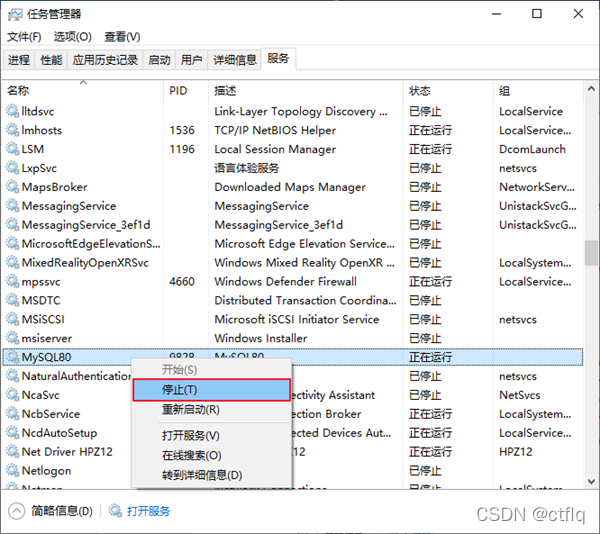 任务管理器
文件(F) 选项(O) 查看(V)
进程 性能 应用历史记录 启动 用户 详细信息 服务
名称 PID 描述 状态 组
lltdsvc Link-Layer Topology Discovery ... 已停止 LocalService
lmhosts 1536 TCP/IP NetBIOS Helper 正在运行 LocalService...
LSM 1196 Local Session Manager 正在运行 DcomLaunch
LxpSvc 语言体验服务 已停止 netsvcs
MapsBroker Downloaded Maps Manager 已停止 NetworkServ...
MessagingService MessagingService 已停止 UnistackSvcG...
MessagingService_3ef1d MessagingService_3ef1d 已停止 UnistackSvcG...
MicrosoftEdgeElevationS... Microsoft Edge Elevation Service... 已停止
MixedRealityOpenXRSvc Windows Mixed Reality OpenXR ... 已停止 LocalSystem...
mpssvc 4660 Windows Defender Firewall 正在运行 LocalService...
MSDTC Distributed Transaction Coordina... 已停止
MSiSCSI Microsoft iSCSI Initiator Service 已停止 netsvcs
msiserver Windows Installer 已停止
MySQL80 9828 MySQL80 正在运行
NaturalAuthentication 已停止 netsvcs
NcaSvc ectivity Assistant 已停止 NetSvcs
NcbService ection Broker 正在运行 LocalSystem...
NcdAutoSetup ected Devices Aut... 正在运行 LocalService...
Net Driver HPZ12 Z12 正在运行 HPZ12
Netlogon 已停止
Netman Network Connections 已停止 LocalSystem...
开始(S)
停止(T)
重新启动(R)
打开服务(V)
在线搜索(O)
转到详细信息(D)
简略信息(D) 打开服务
CSDN @ctflq